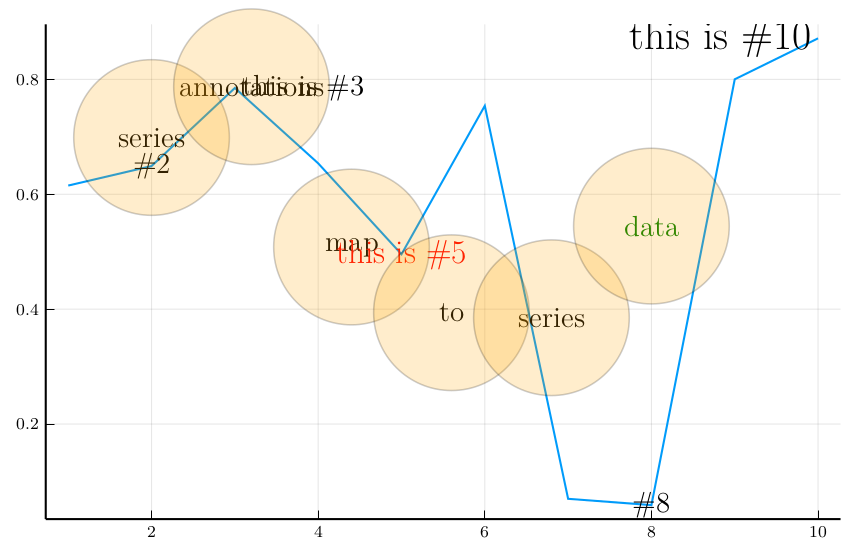 this is #10
0.8
annotations
this is #3
series
#2
0.6
map
this is #5
data
0.4
to
series
0.2
#8
2
4
6
8
10